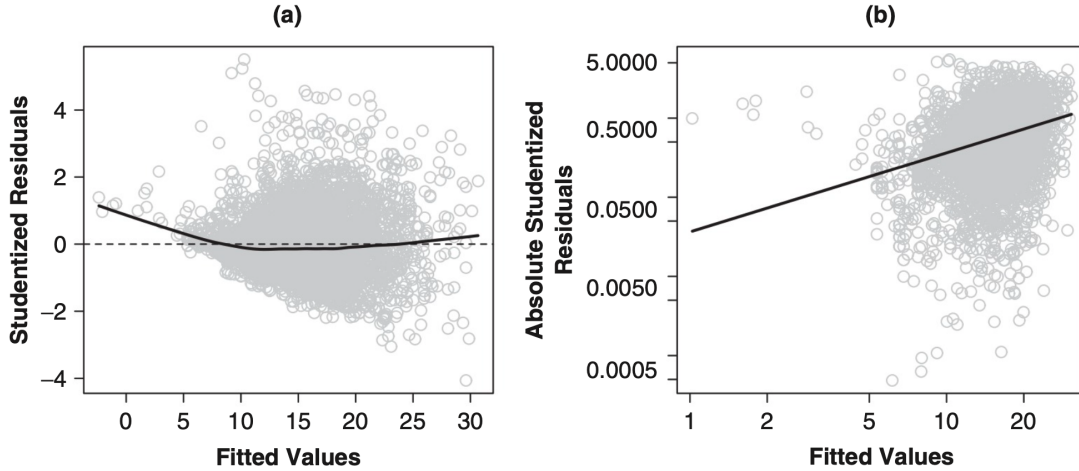 (a)
Studentized Residuals
4
2
0
−2
−4
0 5 10 15 20 25 30
Fitted Values
(b)
Absolute Studentized
Residuals
5.0000
0.5000
0.0500
0.0050
0.0005
1 2 5 10 20
Fitted Values